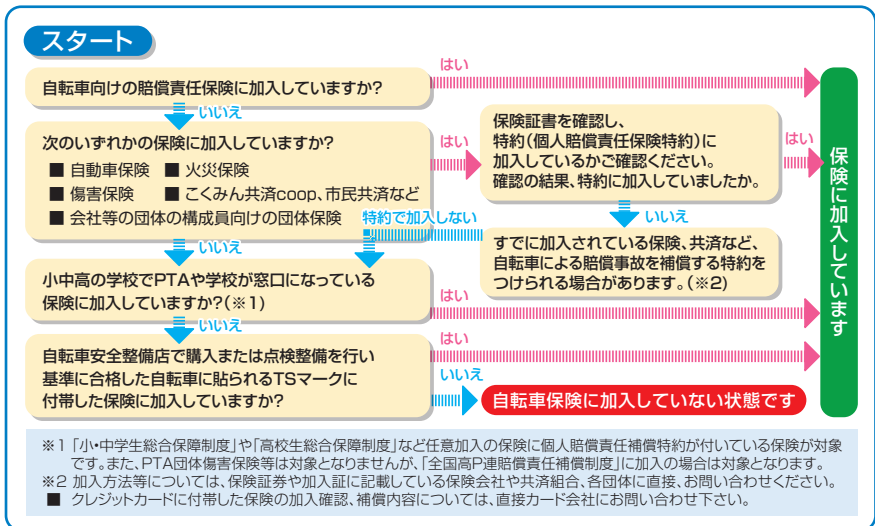 スタート
自転車向けの賠償責任保険に加入していますか?
はい
いいえ
次のいずれかの保険に加入していますか?
■ 自動車保険 ■ 火災保険
■ 傷害保険 ■ こくみん共済coop、市民共済など
■ 会社等の団体の構成員向けの団体保険
はい
保険証書を確認し、
特約(個人賠償責任保険特約)に
加入しているかご確認ください。
確認の結果、特約に加入していましたか。
はい
いいえ
すでに加入されている保険、共済など、
自転車による賠償事故を補償する特約を
つけられる場合があります。(※2)
特約で加入しない
いいえ
小中高の学校でPTAや学校が窓口になっている
保険に加入していますか?(※1)
はい
いいえ
自転車安全整備店で購入または点検整備を行い
基準に合格した自転車に貼られるTSマークに
付帯した保険に加入していますか?
はい
いいえ
自転車保険に加入していない状態です
保険に加入しています
※1「小・中学生総合保障制度」や「高校生総合保障制度」など任意加入の保険に個人賠償責任補償特約が付いている保険が対象
です。また、PTA団体傷害保険等は対象となりませんが、「全国高P連賠償責任補償制度」に加入の場合は対象となります。
※2 加入方法等については、保険証券や加入証に記載している保険会社や共済組合、各団体に直接、お問い合わせください。
■ クレジットカードに付帯した保険の加入確認、補償内容については、直接カード会社にお問い合わせ下さい。